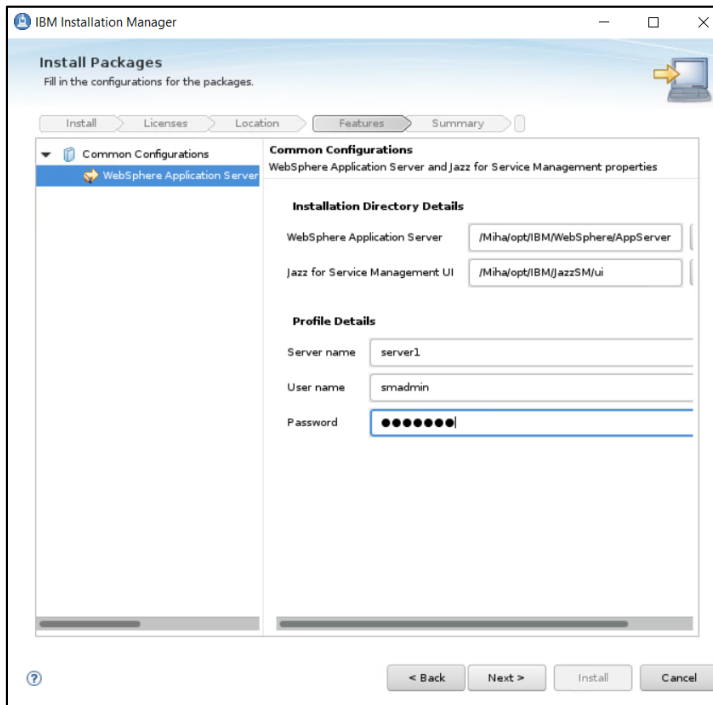 IBM Installation Manager
Install Packages
Fill in the configurations for the packages.
Install Licenses Location Features Summary
Common Configurations
WebSphere Application Server
Common Configurations
WebSphere Application Server and Jazz for Service Management properties
Installation Directory Details
WebSphere Application Server /Miha/opt/IBM/WebSphere/AppServer
Jazz for Service Management UI /Miha/opt/IBM/JazzSM/ui
Profile Details
Server name server1
User name smadmin
Password ●●●●●●●
? < Back Next > Install Cancel